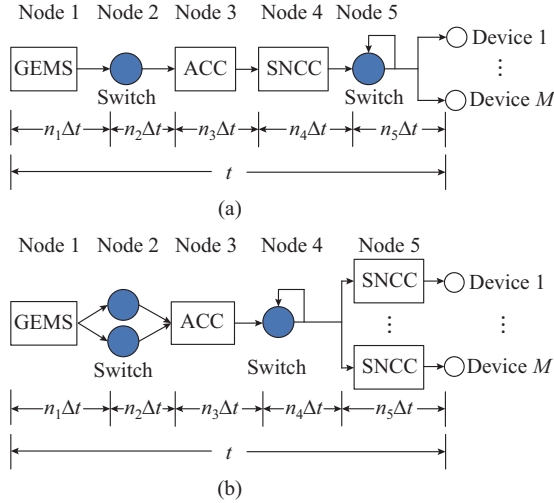 Node 1 Node 2 Node 3 Node 4 Node 5
GEMS ACC SNCC Device 1
Switch Switch
⋮
Device M
n1Δt n2Δt n3Δt n4Δt n5Δt
t
(a)
Node 1 Node 2 Node 3 Node 4 Node 5
SNCC Device 1
GEMS ACC
⋮ ⋮
Switch Switch
SNCC Device M
n1Δt n2Δt n3Δt n4Δt n5Δt
t
(b)